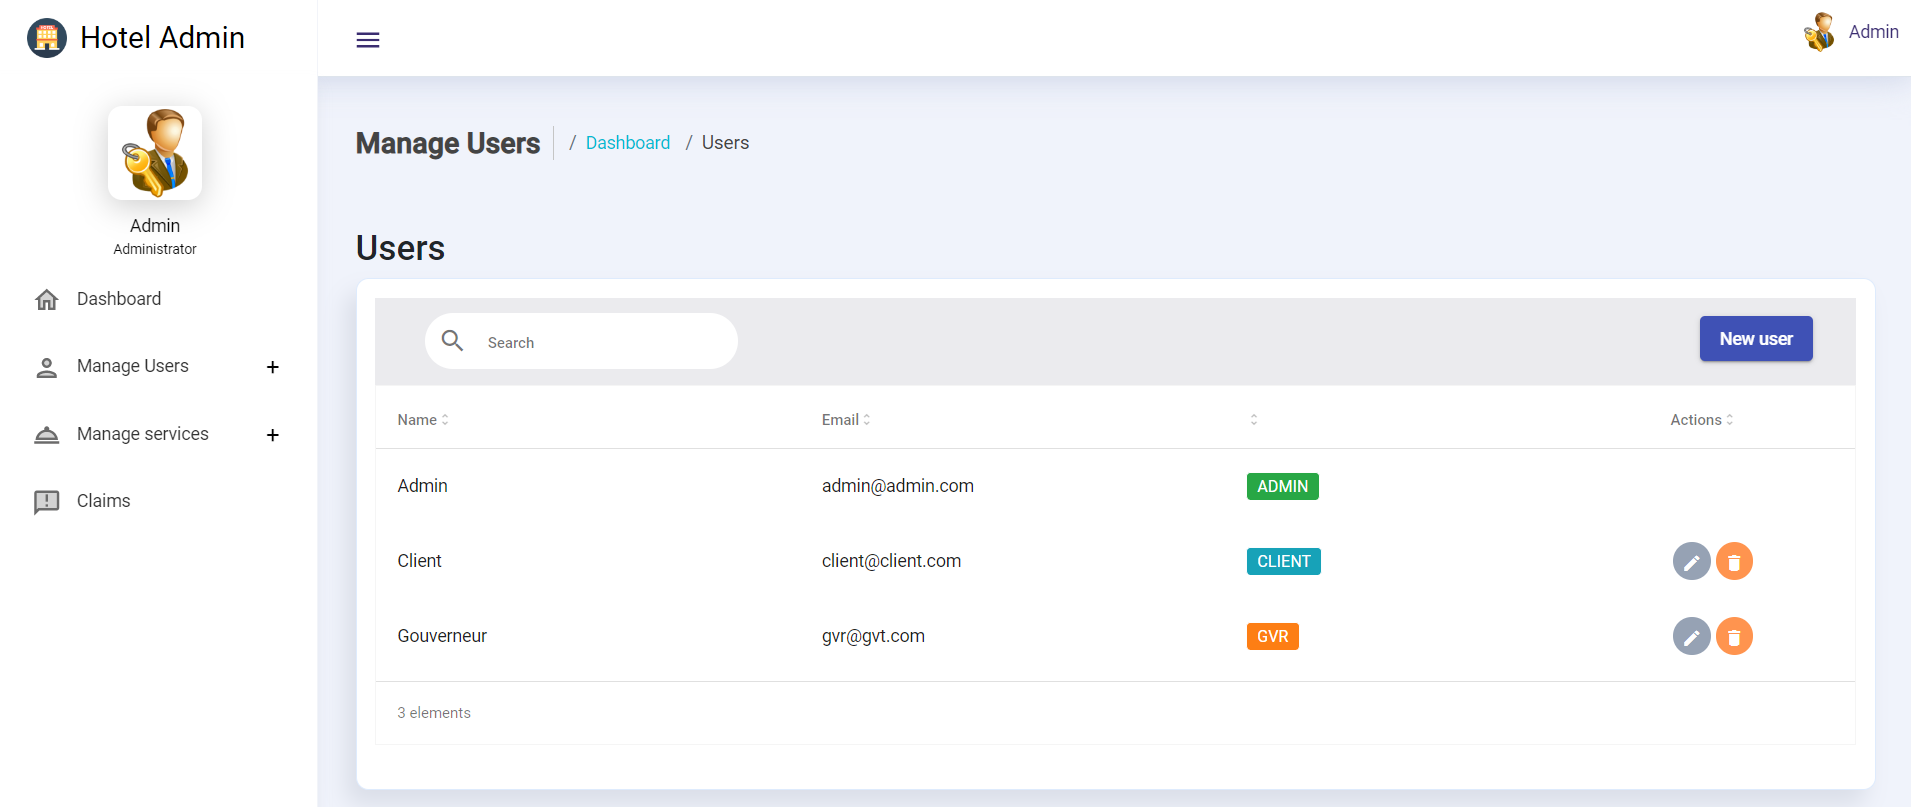 Hotel Admin
Admin
Admin
Administrator
Dashboard
Manage Users +
Manage services +
Claims
Manage Users / Dashboard / Users
Users
Search
New user
Name Email Actions
Admin admin@admin.com ADMIN
Client client@client.com CLIENT
Gouverneur gvr@gvt.com GVR
3 elements